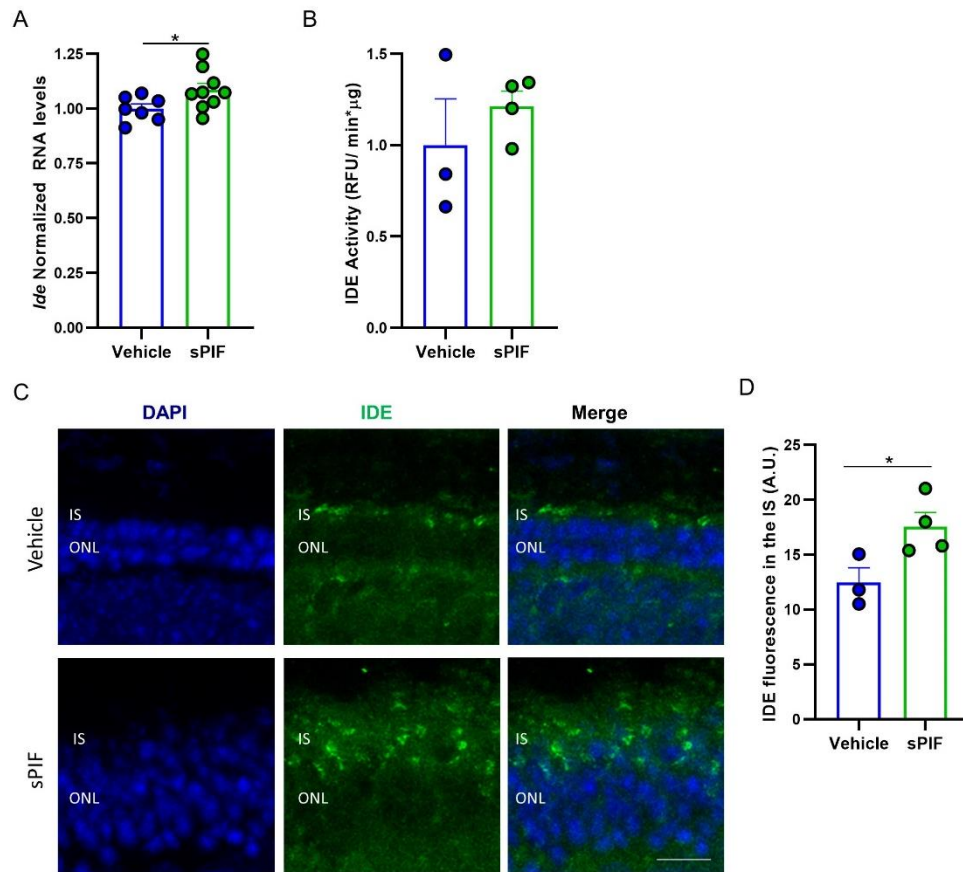 A
Ide Normalized RNA levels
*
1.25
1.00
0.75
0.50
0.25
0.00
Vehicle sPIF
B
IDE Activity (RFU/ min*µg)
1.5
1.0
0.5
0.0
Vehicle sPIF
C
DAPI IDE Merge
Vehicle
IS IS IS
ONL ONL ONL
sPIF
IS IS IS
ONL ONL ONL
D
IDE fluorescence in the IS (A.U.)
*
25
20
15
10
5
0
Vehicle sPIF